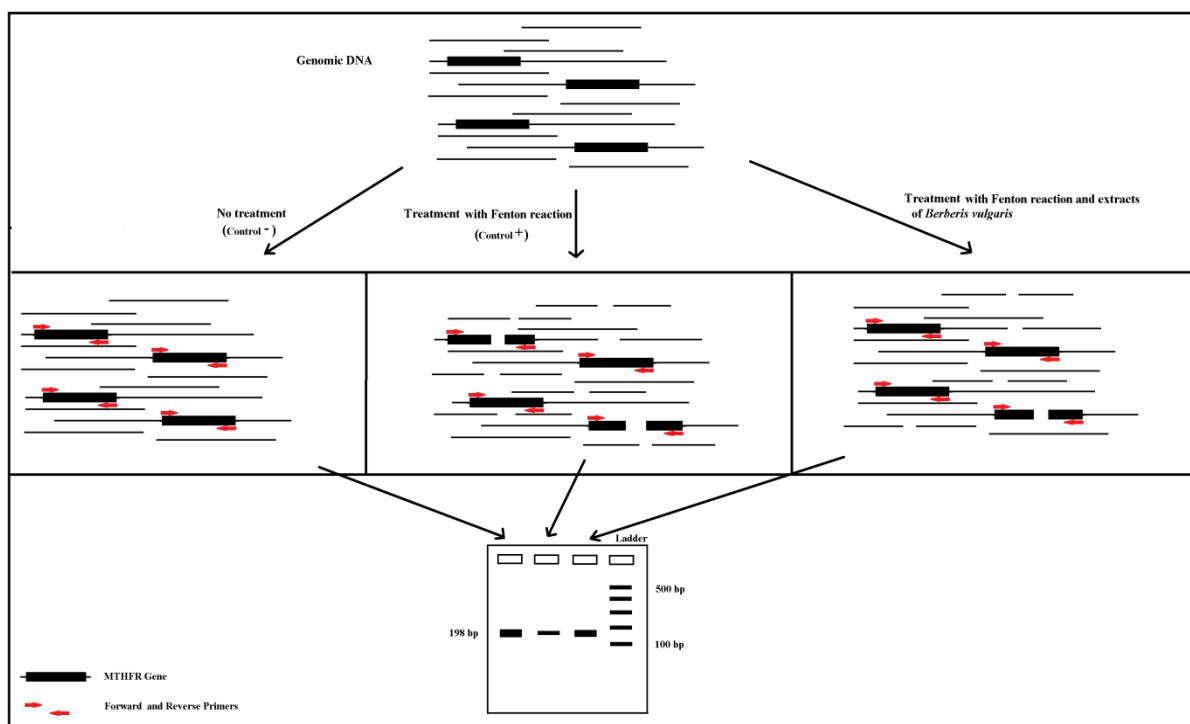 Genomic DNA
No treatment
(Control -)
Treatment with Fenton reaction
(Control +)
Treatment with Fenton reaction and extracts
of Berberis vulgaris
Ladder
500 bp
198 bp
100 bp
MTHFR Gene
Forward and Reverse Primers